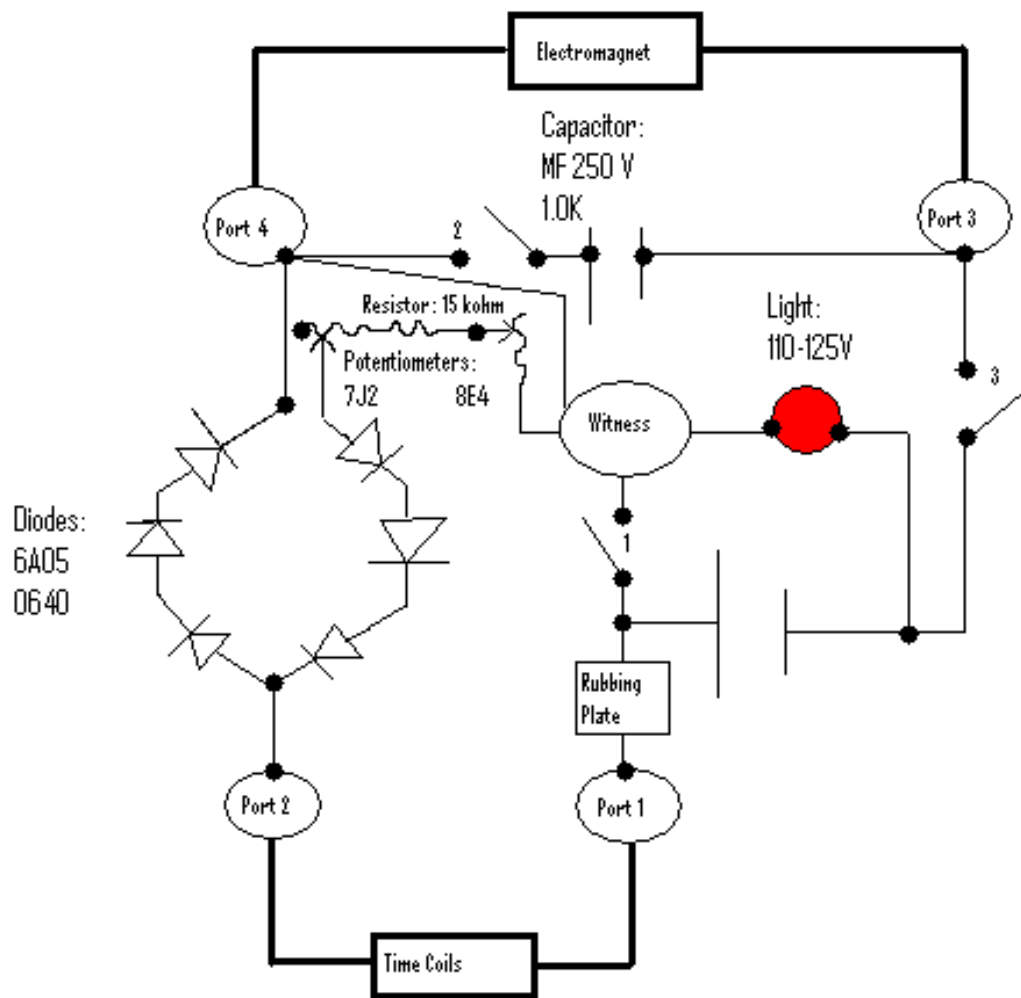 Electromagnet
Capacitor:
MF 250 V
1.0K
Port 4
Port 3
2
Resistor: 15 kohm
Light:
110-125V
Potentiometers:
7J2 8E4
3
Witness
Diodes:
6A05
0640
1
Rubbing
Plate
Port 2
Port 1
Time Coils